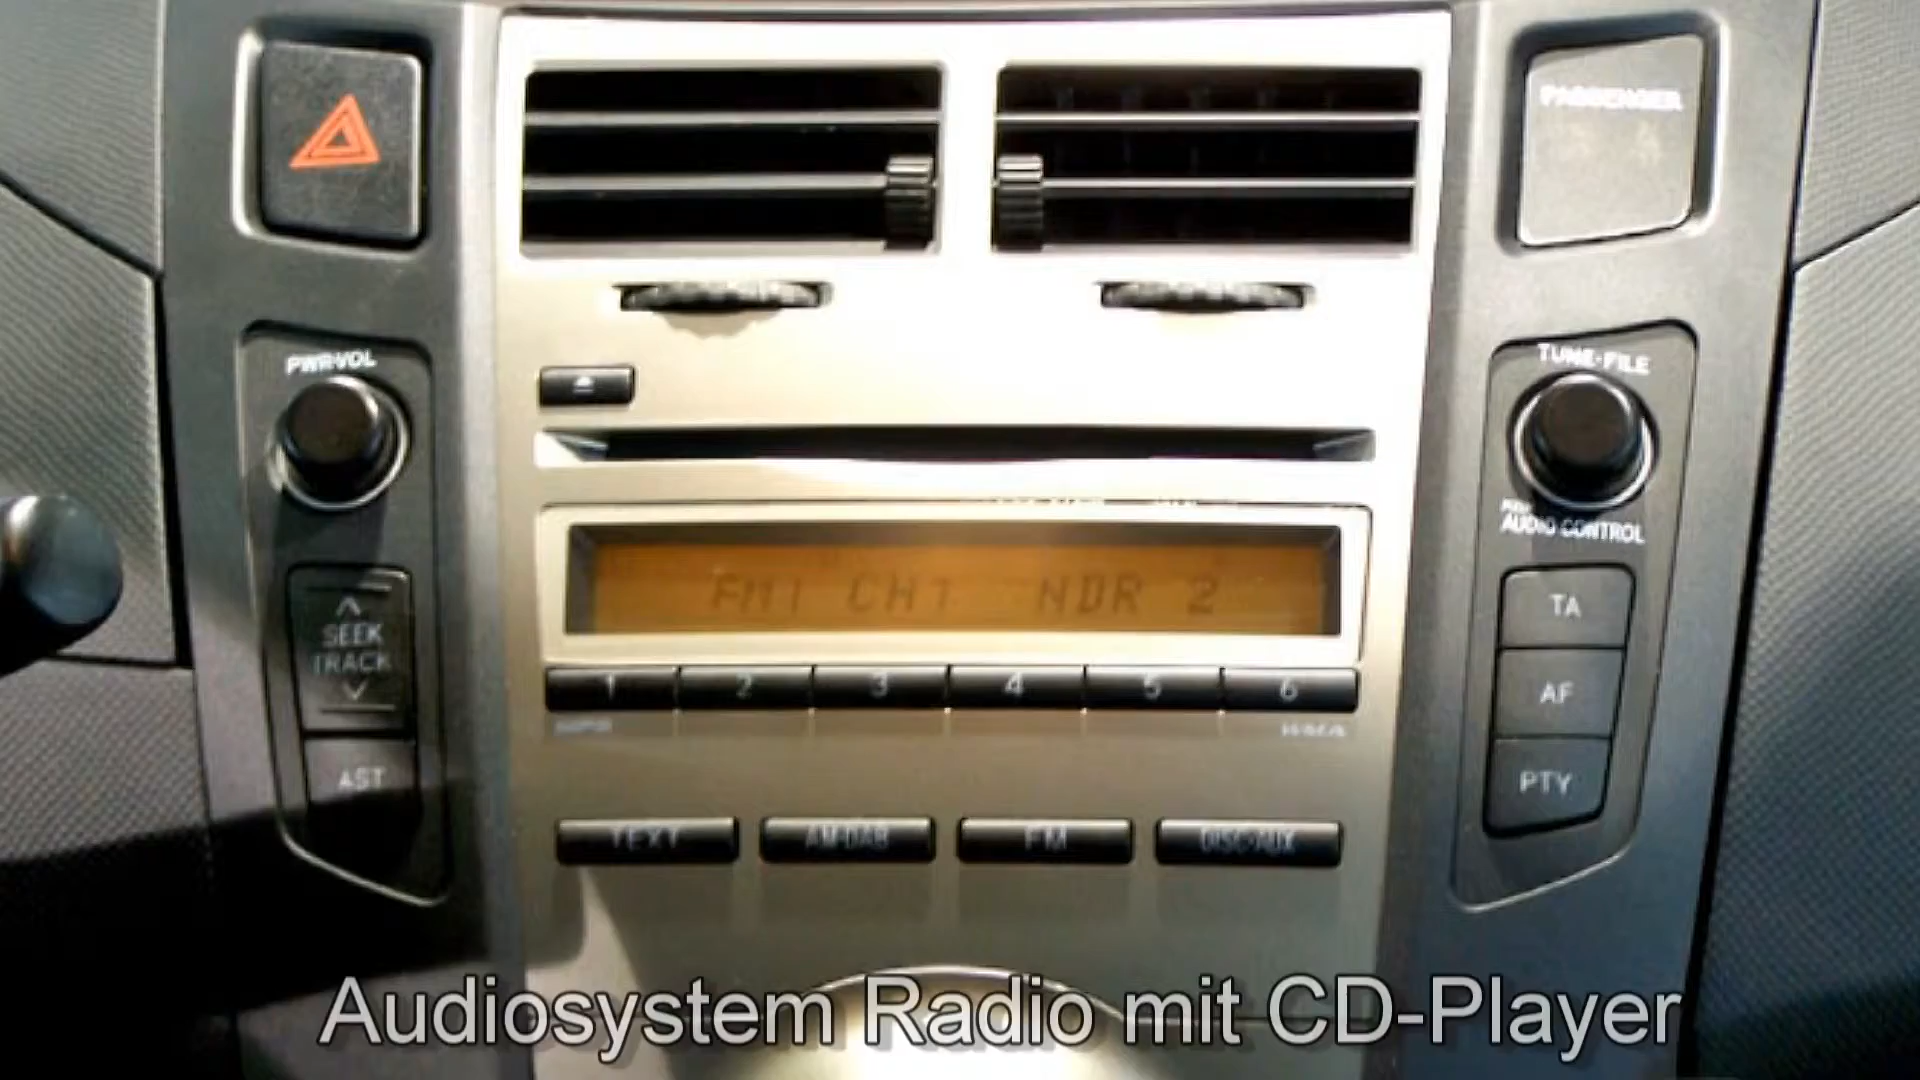 PASSENGER
PWR·VOL
TUNE·FILE
AUDIO CONTROL
FM1 CH1 NDR 2
SEEK
TRACK
TA
1 2 3 4 5 6
AF
AST
PTY
TEXT AM·DAB FM DISC·AUX
Audiosystem Radio mit CD-Player